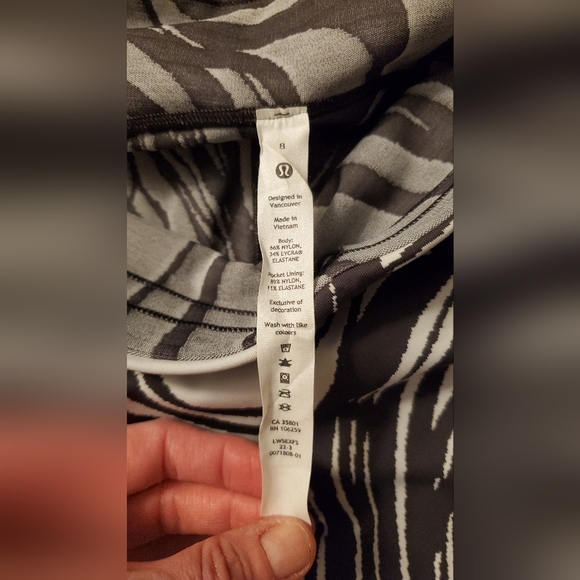 8
Designed in
Vancouver
Made in
Vietnam
Body:
66% NYLON,
34% LYCRA®
ELASTANE
Pocket Lining:
89% NYLON,
11% ELASTANE
Exclusive of
decoration
Wash with like
colours
CA 35801
RN 106259
LW5EXFS
22-3
0071808-01